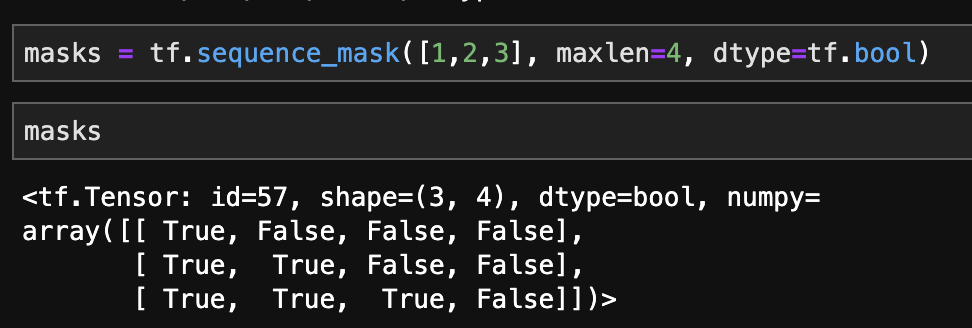 masks = tf.sequence_mask([1,2,3], maxlen=4, dtype=tf.bool)
masks
<tf.Tensor: id=57, shape=(3, 4), dtype=bool, numpy=
array([[ True, False, False, False],
       [ True,  True, False, False],
       [ True,  True,  True, False]])>